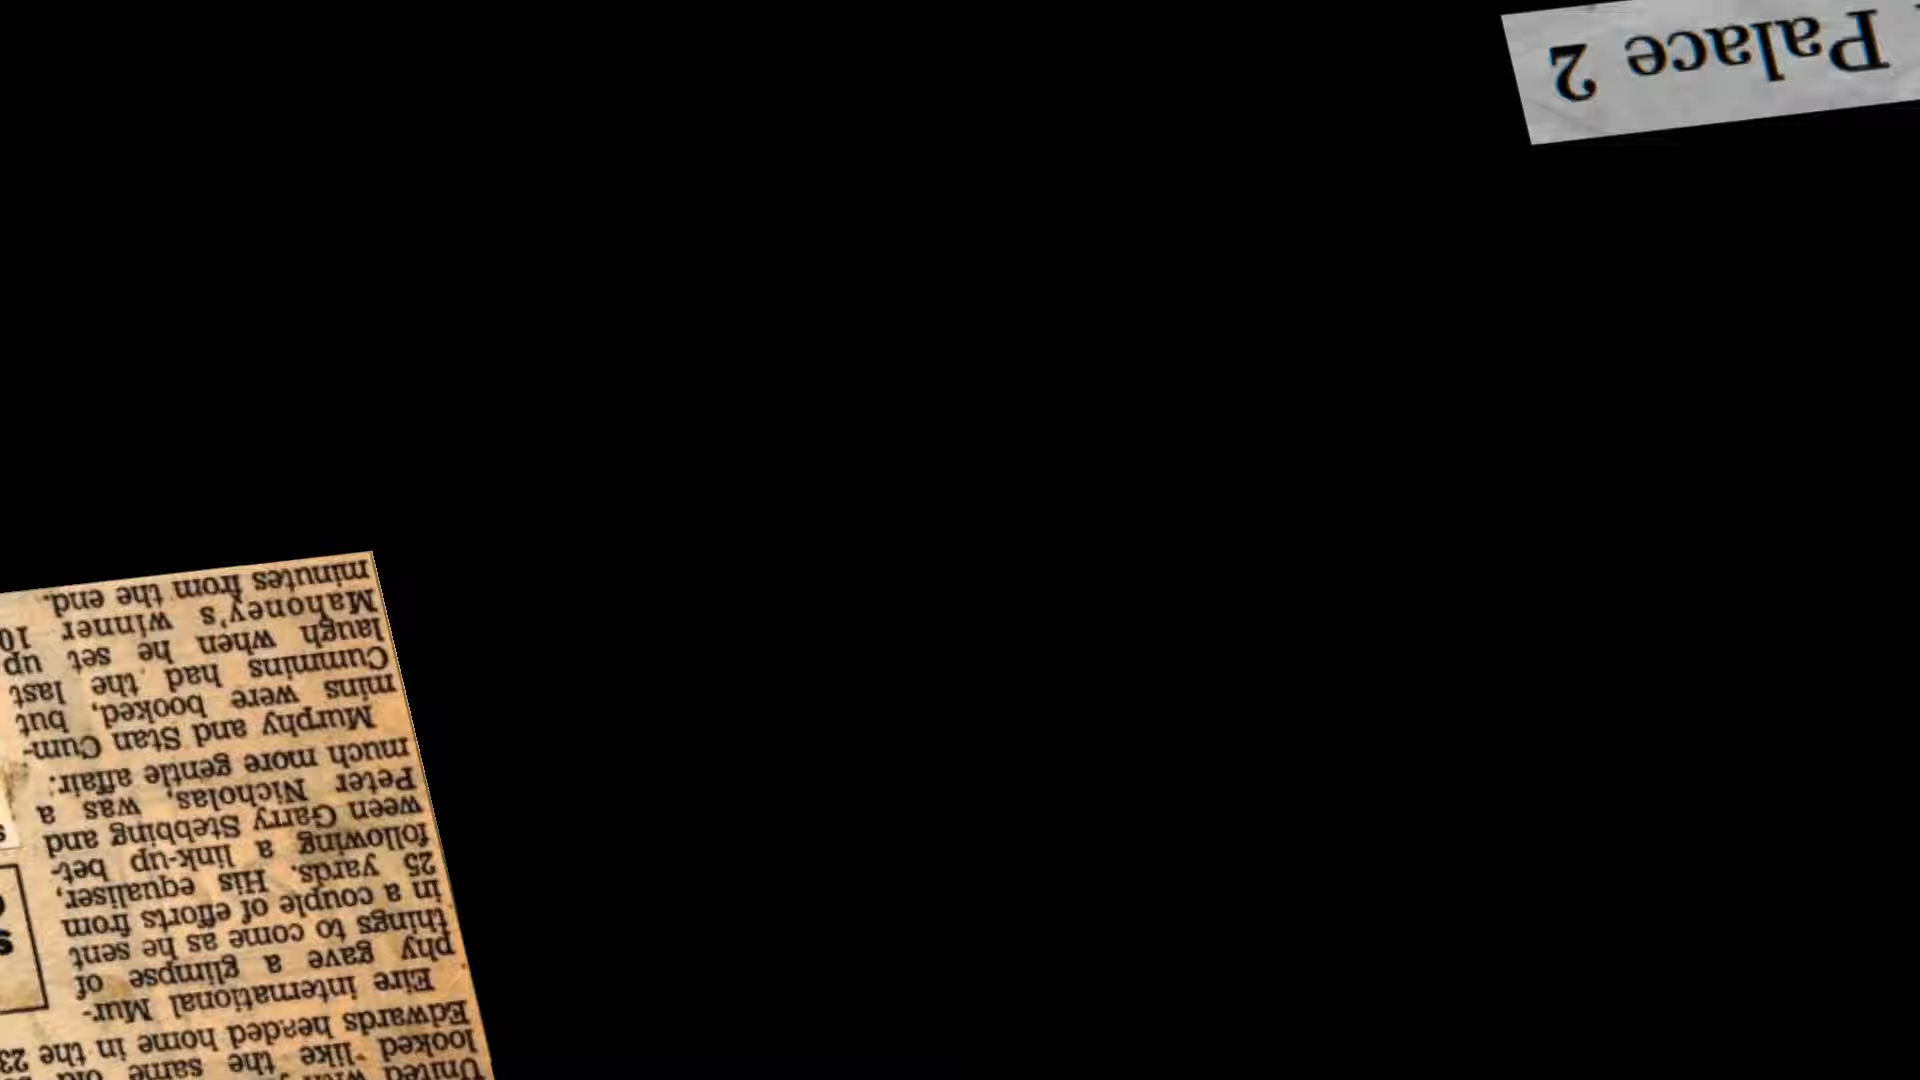 Palace 2
United with
looked like the same old
Edwards headed home in the 23
Eire international Mur-
phy gave a glimpse of
things to come as he sent
in a couple of efforts from
25 yards. His equaliser,
following a link-up bet-
ween Garry Stebbing and
Peter Nicholas, was a
much more gentle affair.
Murphy and Stan Cum-
mins were booked, but
Cummins had the last
laugh when he set up
Mahoney's winner 10
minutes from the end.